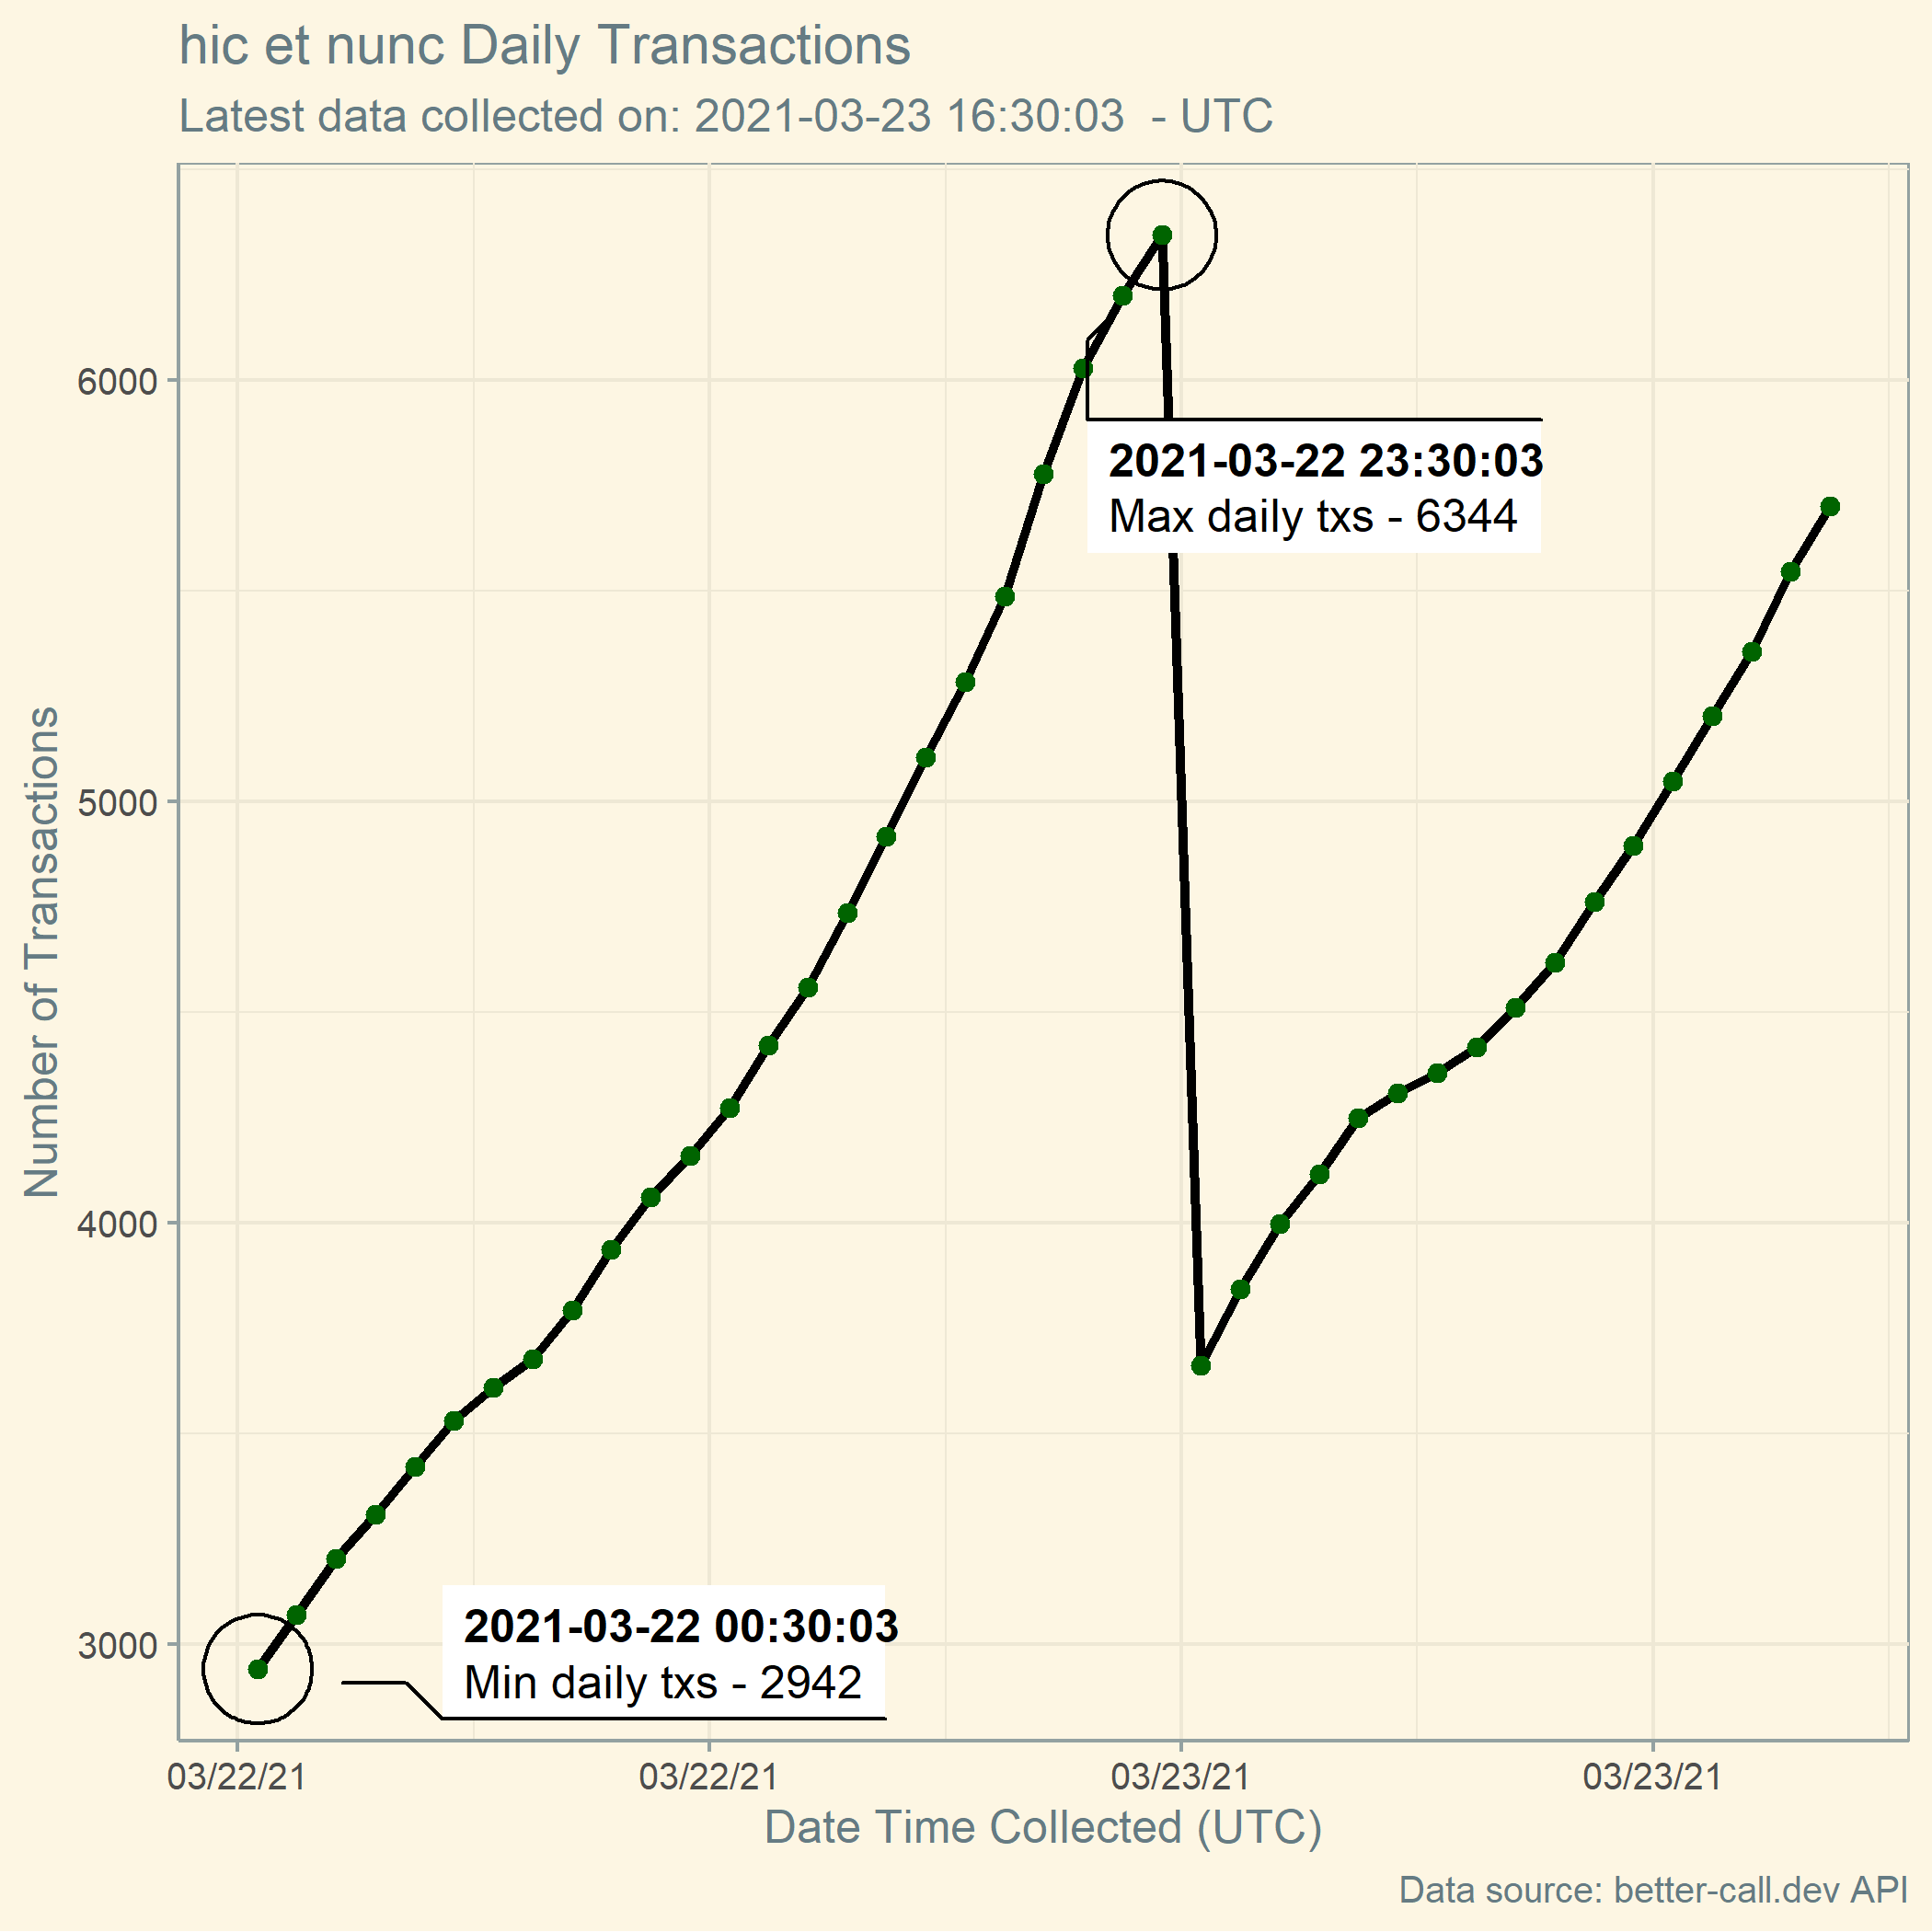 hic et nunc Daily Transactions
Latest data collected on: 2021-03-23 16:30:03  - UTC
Number of Transactions
6000
5000
4000
3000
2021-03-22 23:30:03
Max daily txs - 6344
2021-03-22 00:30:03
Min daily txs - 2942
03/22/21 03/22/21 03/23/21 03/23/21
Date Time Collected (UTC)
Data source: better-call.dev API